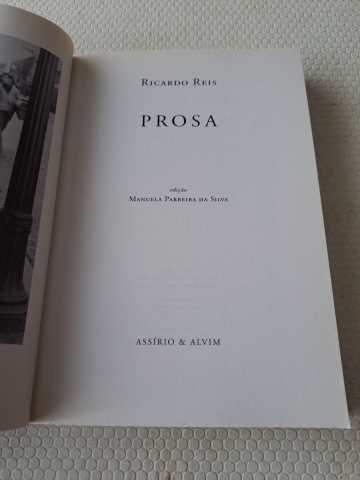 Ricardo Reis
PROSA
edição
Manuela Parreira da Silva
ASSÍRIO & ALVIM